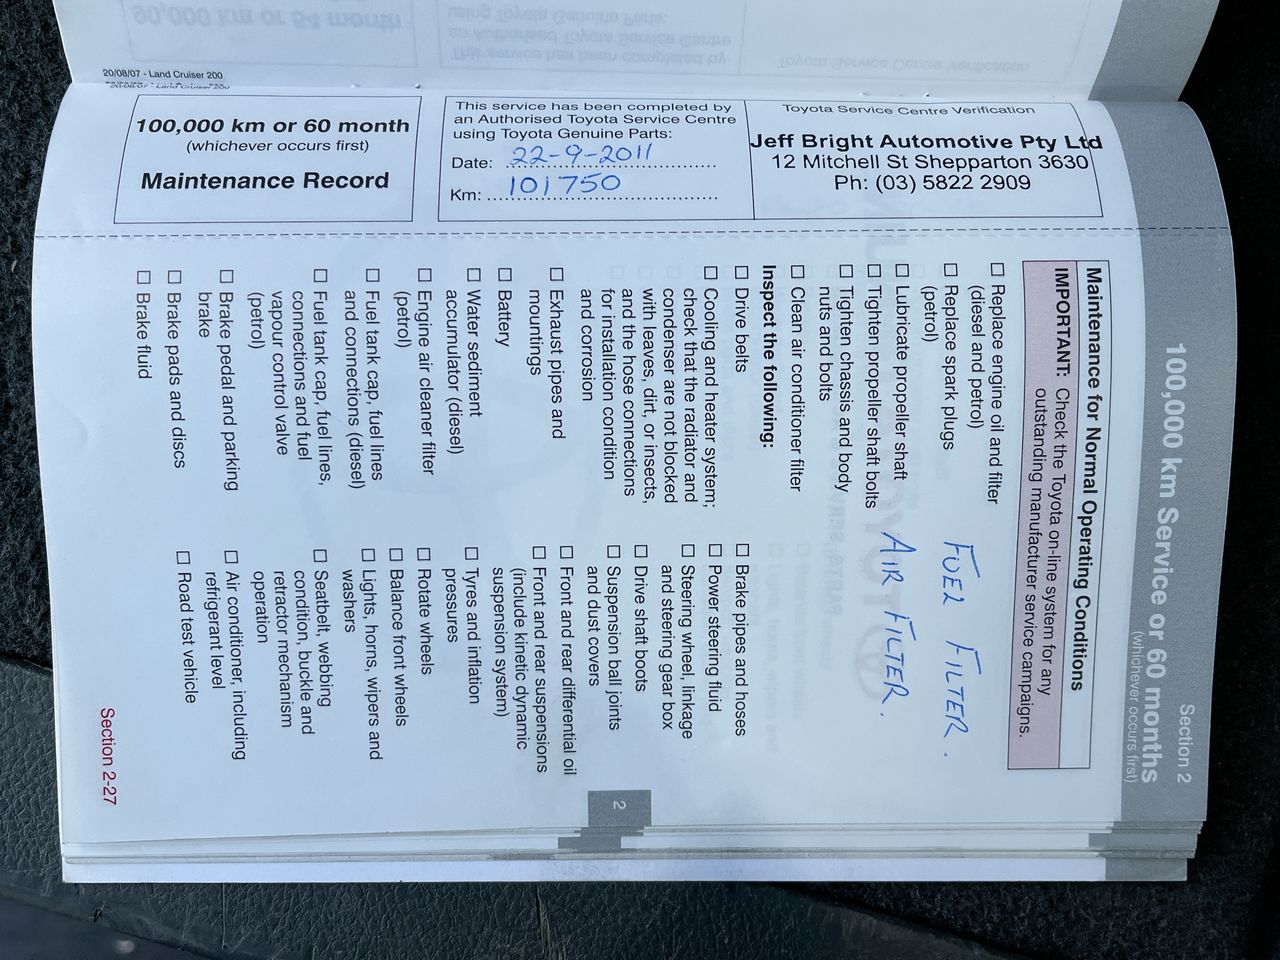 20/08/07 - Land Cruiser 200
100,000 km or 60 month
(whichever occurs first)
Maintenance Record
This service has been completed by
an Authorised Toyota Service Centre
using Toyota Genuine Parts:
Date: 22-9-2011
Km: 101750
Toyota Service Centre Verification
Jeff Bright Automotive Pty Ltd
12 Mitchell St Shepparton 3630
Ph: (03) 5822 2909
Section 2
100,000 km Service or 60 months
(whichever occurs first)
Maintenance for Normal Operating Conditions
IMPORTANT: Check the Toyota on-line system for any
outstanding manufacturer service campaigns.
☐ Replace engine oil and filter
(diesel and petrol)
☐ Replace spark plugs
(petrol)
☐ Lubricate propeller shaft
☐ Tighten propeller shaft bolts
☐ Tighten chassis and body
nuts and bolts
☐ Clean air conditioner filter
FUEL FILTER.
AIR FILTER.
Inspect the following:
☐ Drive belts
☐ Cooling and heater system;
check that the radiator and
condenser are not blocked
with leaves, dirt, or insects,
and the hose connections
for installation condition
and corrosion
☐ Exhaust pipes and
mountings
☐ Battery
☐ Water sediment
accumulator (diesel)
☐ Engine air cleaner filter
(petrol)
☐ Fuel tank cap, fuel lines
and connections (diesel)
☐ Fuel tank cap, fuel lines,
connections and fuel
vapour control valve
(petrol)
☐ Brake pedal and parking
brake
☐ Brake pads and discs
☐ Brake fluid
☐ Brake pipes and hoses
☐ Power steering fluid
☐ Steering wheel, linkage
and steering gear box
☐ Drive shaft boots
☐ Suspension ball joints
and dust covers
☐ Front and rear differential oil
☐ Front and rear suspensions
(include kinetic dynamic
suspension system)
☐ Tyres and inflation
pressures
☐ Rotate wheels
☐ Balance front wheels
☐ Lights, horns, wipers and
washers
☐ Seatbelt, webbing
condition, buckle and
retractor mechanism
operation
☐ Air conditioner, including
refrigerant level
☐ Road test vehicle
2
Section 2-27